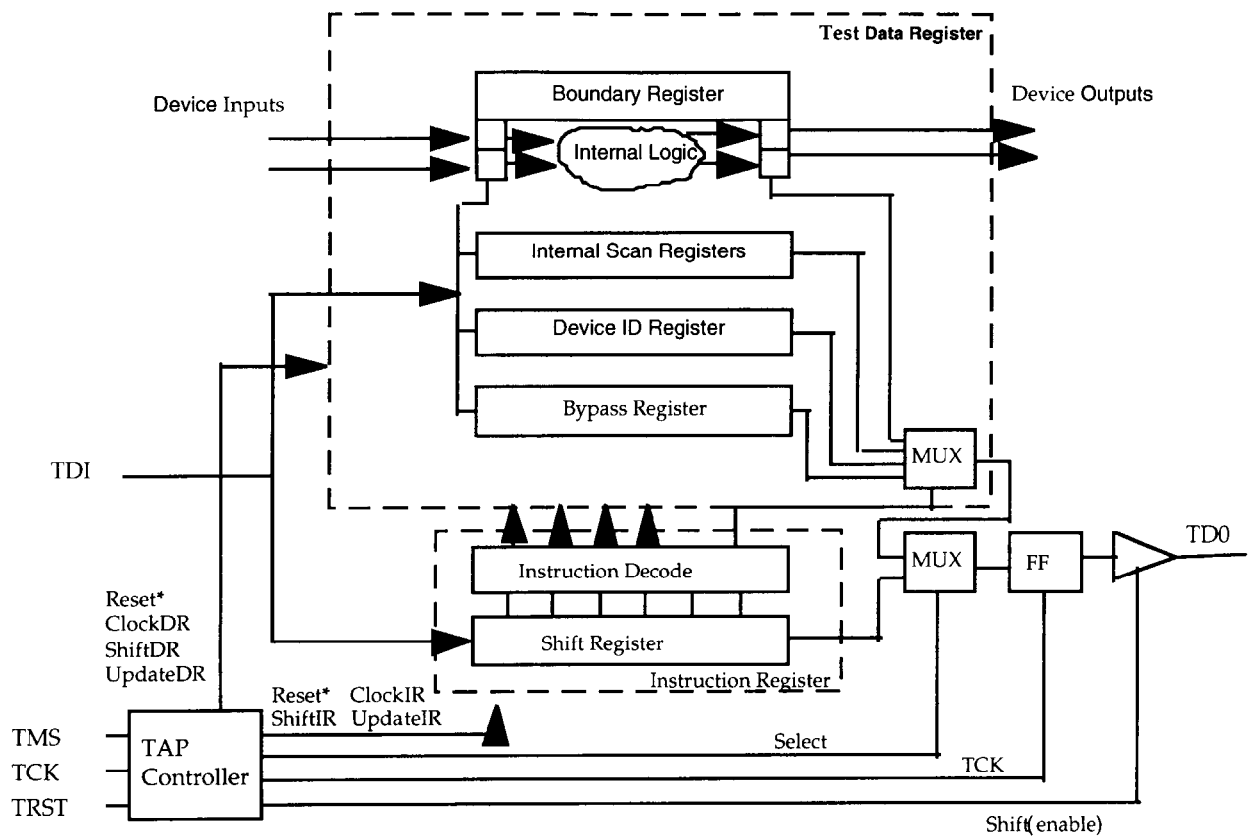 Test Data Register
Boundary Register
Device Inputs
Device Outputs
Internal Logic
Internal Scan Registers
Device ID Register
Bypass Register
MUX
TDI
TD0
Instruction Decode
MUX
FF
Shift Register
Instruction Register
Reset*
ClockDR
ShiftDR
UpdateDR
Reset* ClockIR
ShiftIR UpdateIR
TMS
TCK
TRST
TAP
Controller
Select
TCK
Shift(enable)